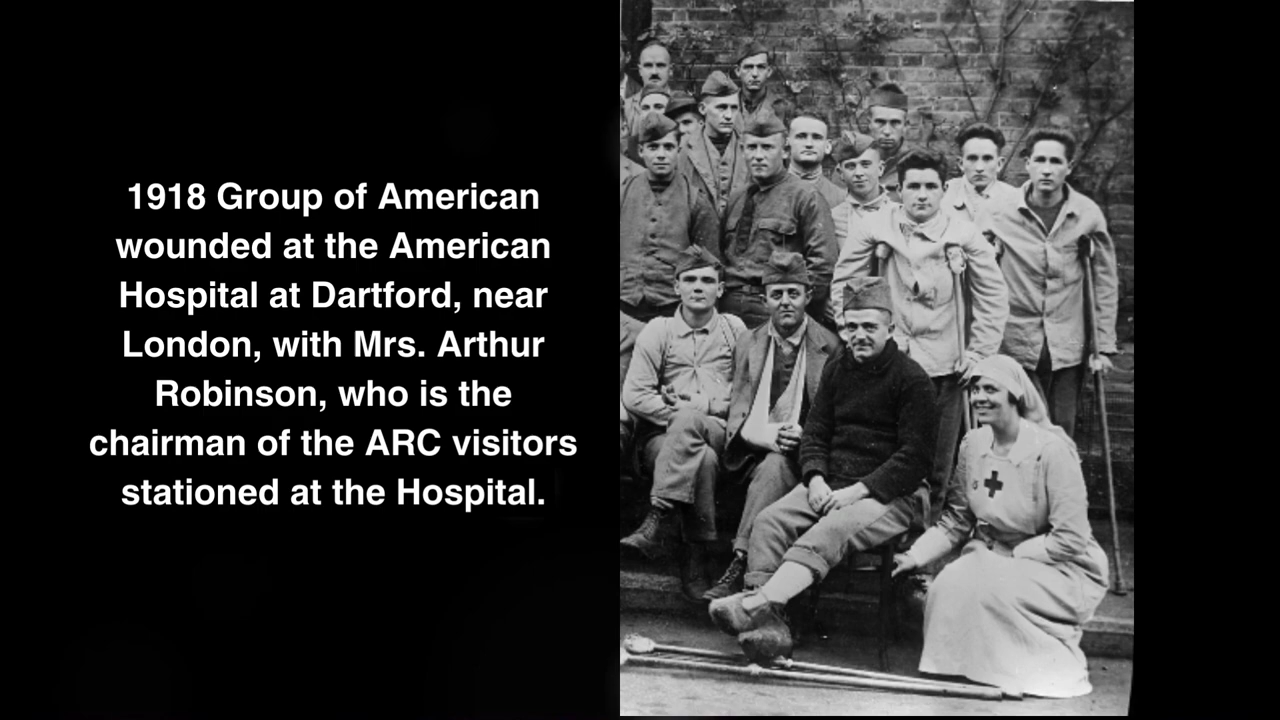 1918 Group of American
wounded at the American
Hospital at Dartford, near
London, with Mrs. Arthur
Robinson, who is the
chairman of the ARC visitors
stationed at the Hospital.